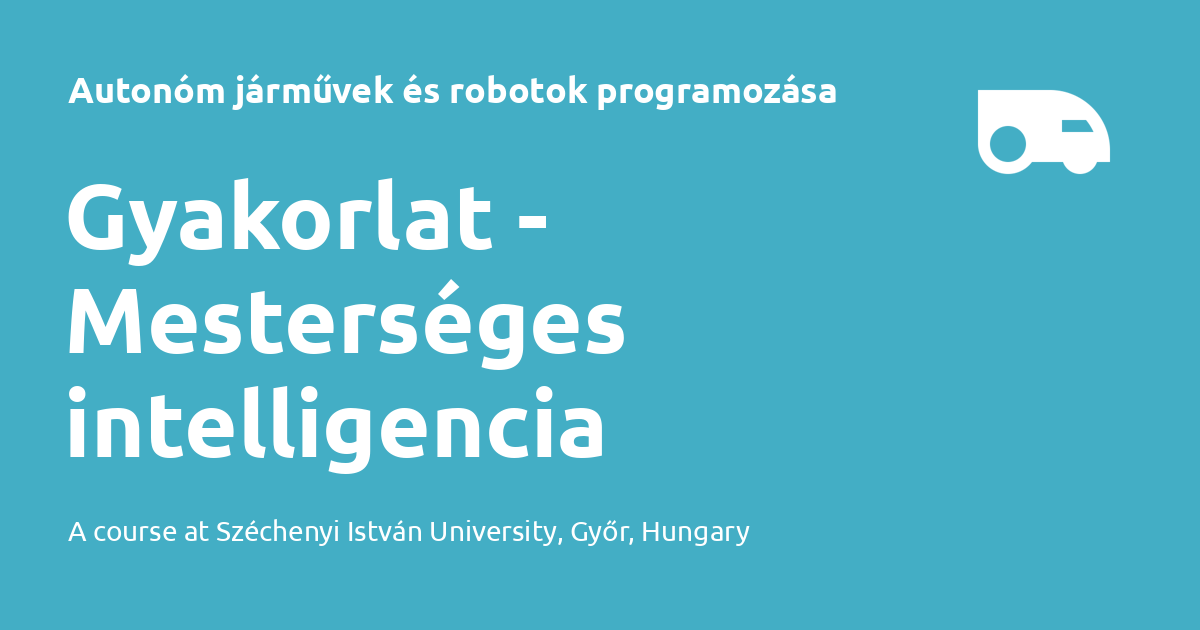 Autonóm járművek és robotok programozása
Gyakorlat -
Mesterséges
intelligencia
A course at Széchenyi István University, Győr, Hungary